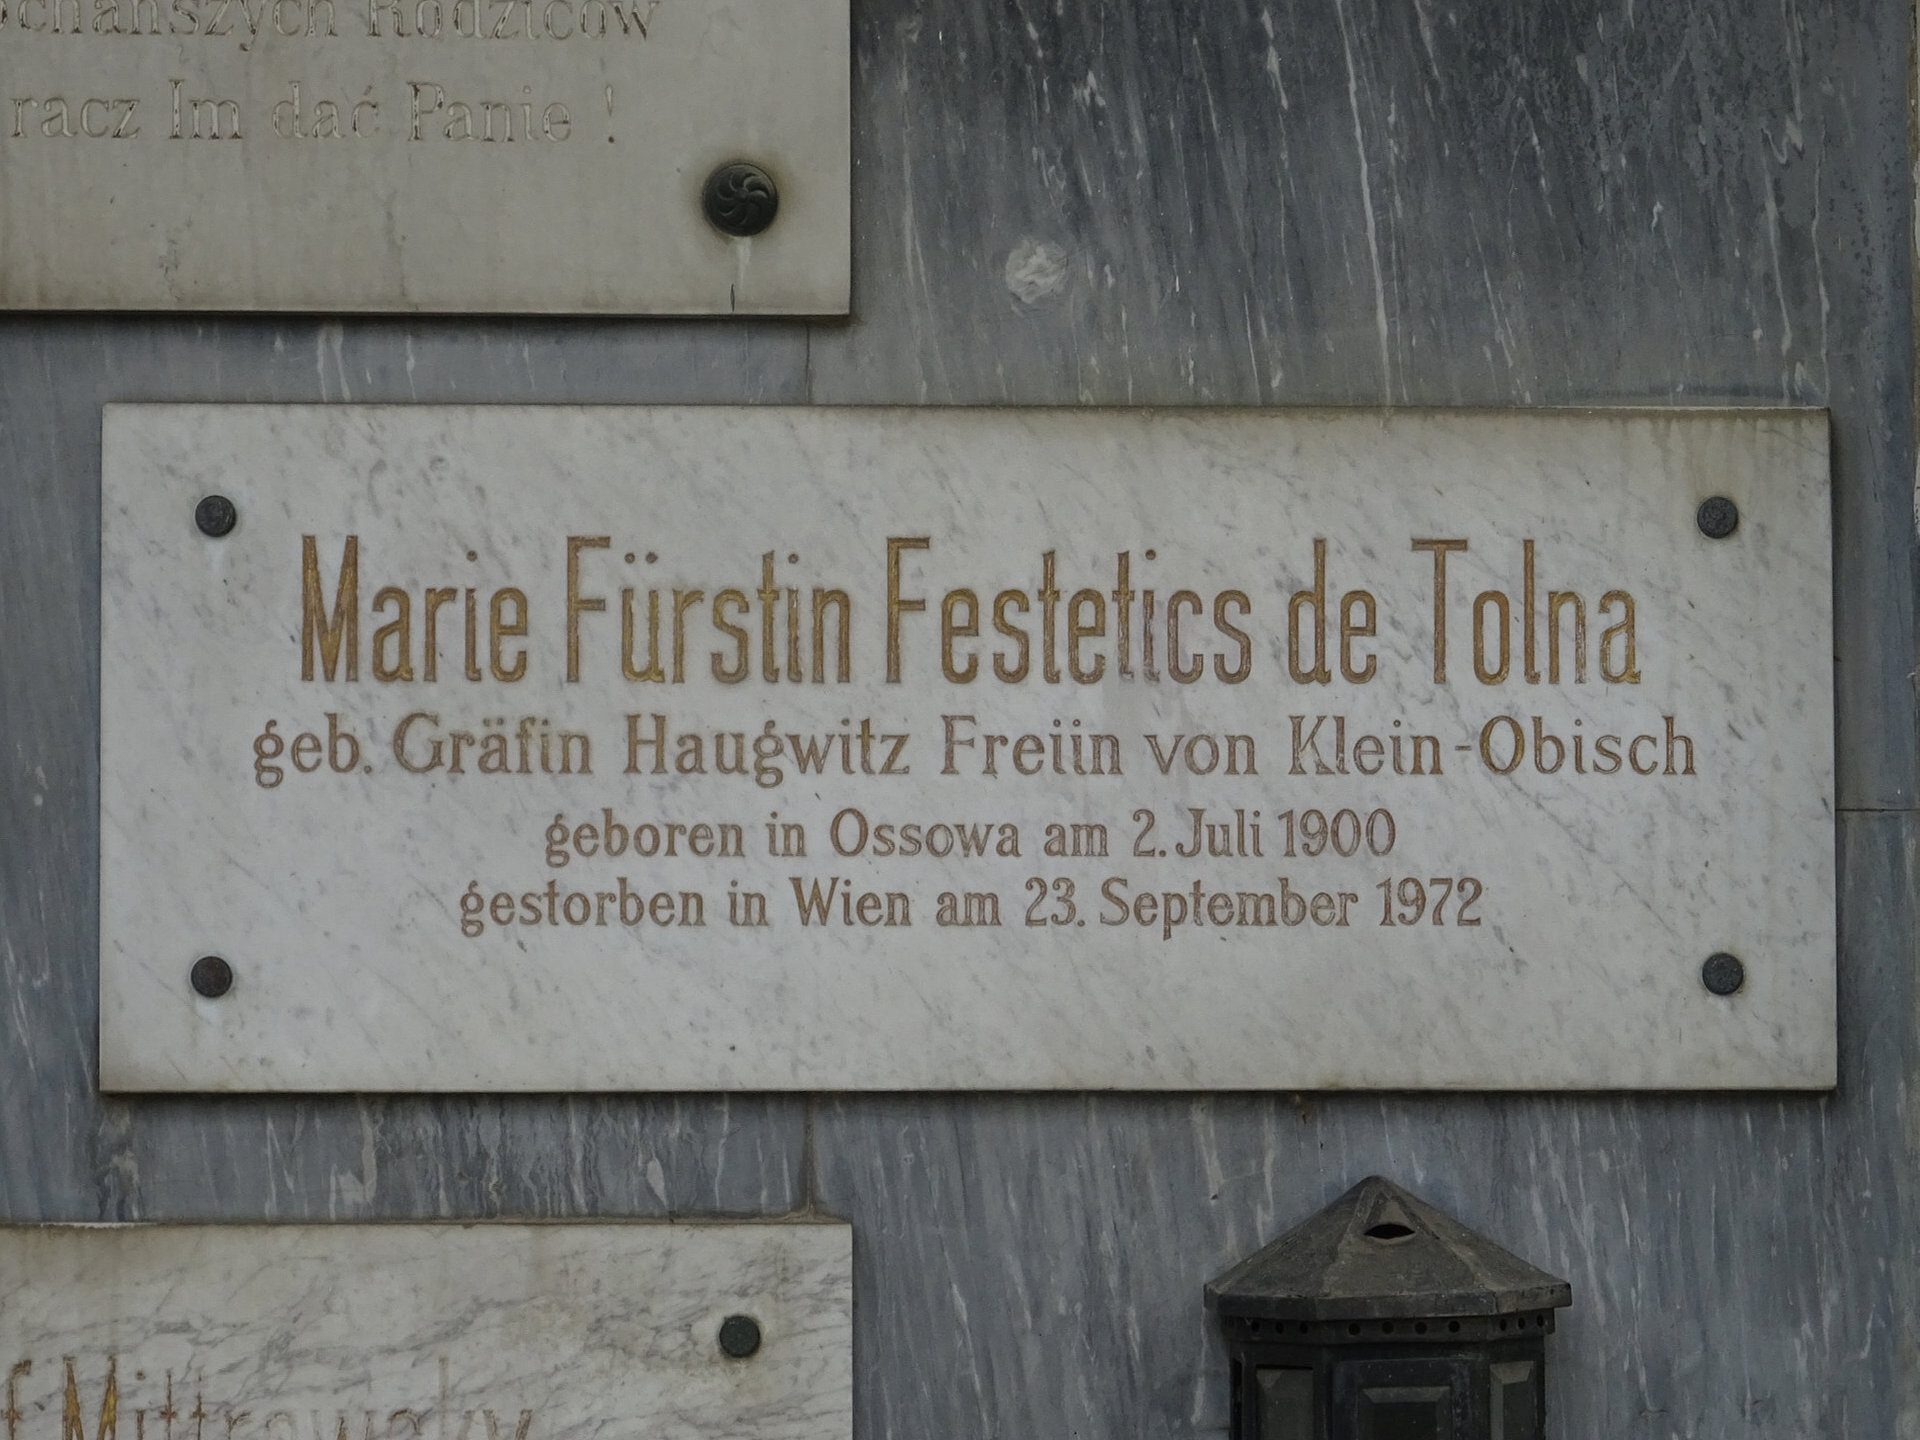 Rodziców
racz Im dać Panie !
Marie Fürstin Festetics de Tolna
geb. Gräfin Haugwitz Freiin von Klein-Obisch
geboren in Ossowa am 2. Juli 1900
gestorben in Wien am 23. September 1972